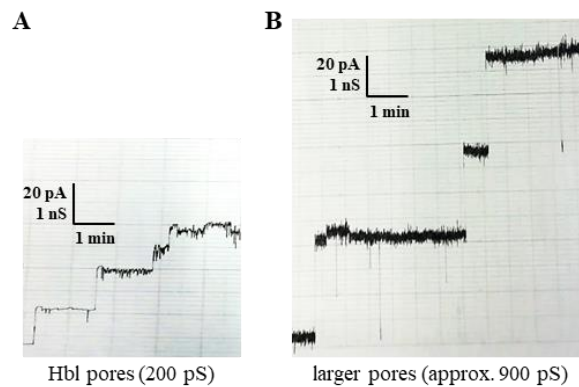 A
20 pA
1 nS
1 min
Hbl pores (200 pS)
B
20 pA
1 nS
1 min
larger pores (approx. 900 pS)